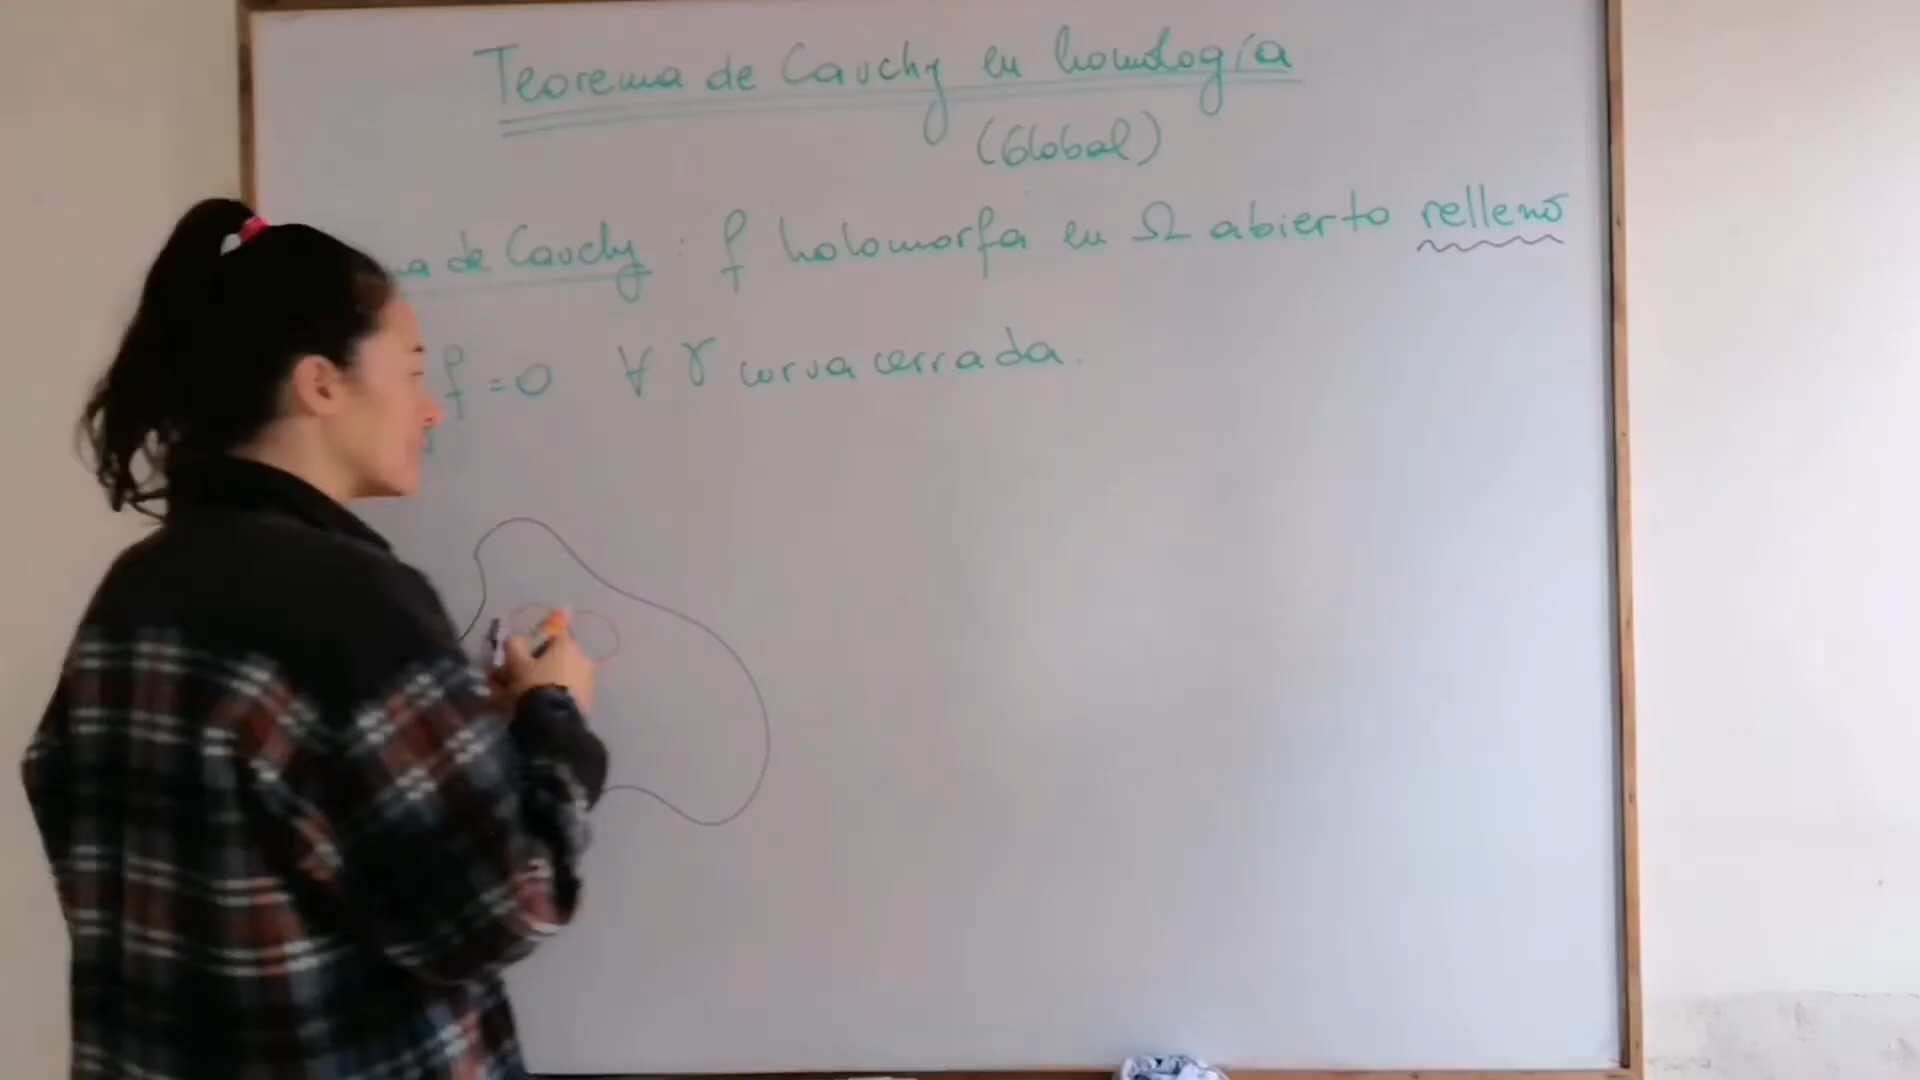 Teorema de Cauchy en homología
(Global)
de Cauchy : f holomorfa en Ω abierto relleno
f = 0 ∀ γ curva cerrada.